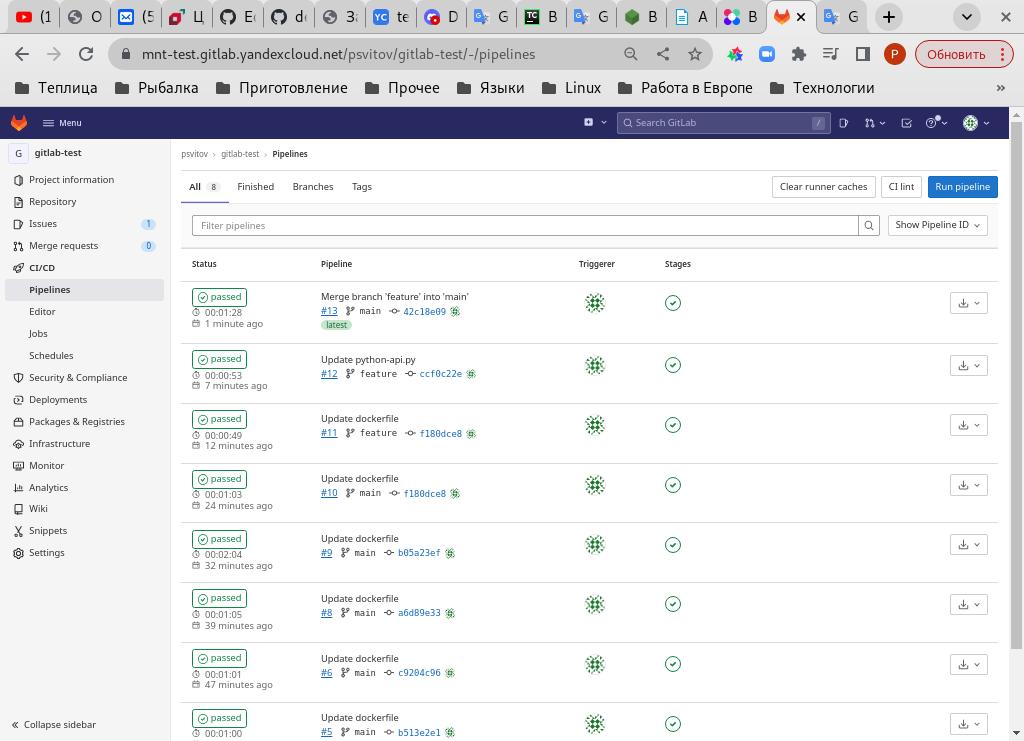 (1 О (5 Ц Ec do За YC te D G TC B G B A B G
mnt-test.gitlab.yandexcloud.net/psvitov/gitlab-test/-/pipelines P Обновить
Теплица Рыбалка Приготовление Прочее Языки Linux Работа в Европе Технологии »
Menu Search GitLab /
G gitlab-test
Project information
Repository
Issues 1
Merge requests 0
CI/CD
Pipelines
Editor
Jobs
Schedules
Security & Compliance
Deployments
Packages & Registries
Infrastructure
Monitor
Analytics
Wiki
Snippets
Settings
« Collapse sidebar
psvitov › gitlab-test › Pipelines
All 8 Finished Branches Tags Clear runner caches CI lint Run pipeline
Filter pipelines Show Pipeline ID
Status Pipeline Triggerer Stages
passed Merge branch 'feature' into 'main'
00:01:28 #13 main 42c18e09
1 minute ago latest
passed Update python-api.py
00:00:53 #12 feature ccf0c22e
7 minutes ago
passed Update dockerfile
00:00:49 #11 feature f180dce8
12 minutes ago
passed Update dockerfile
00:01:03 #10 main f180dce8
24 minutes ago
passed Update dockerfile
00:02:04 #9 main b05a23ef
32 minutes ago
passed Update dockerfile
00:01:05 #8 main a6d89e33
39 minutes ago
passed Update dockerfile
00:01:01 #6 main c9204c96
47 minutes ago
passed Update dockerfile
00:01:00 #5 main b513e2e1